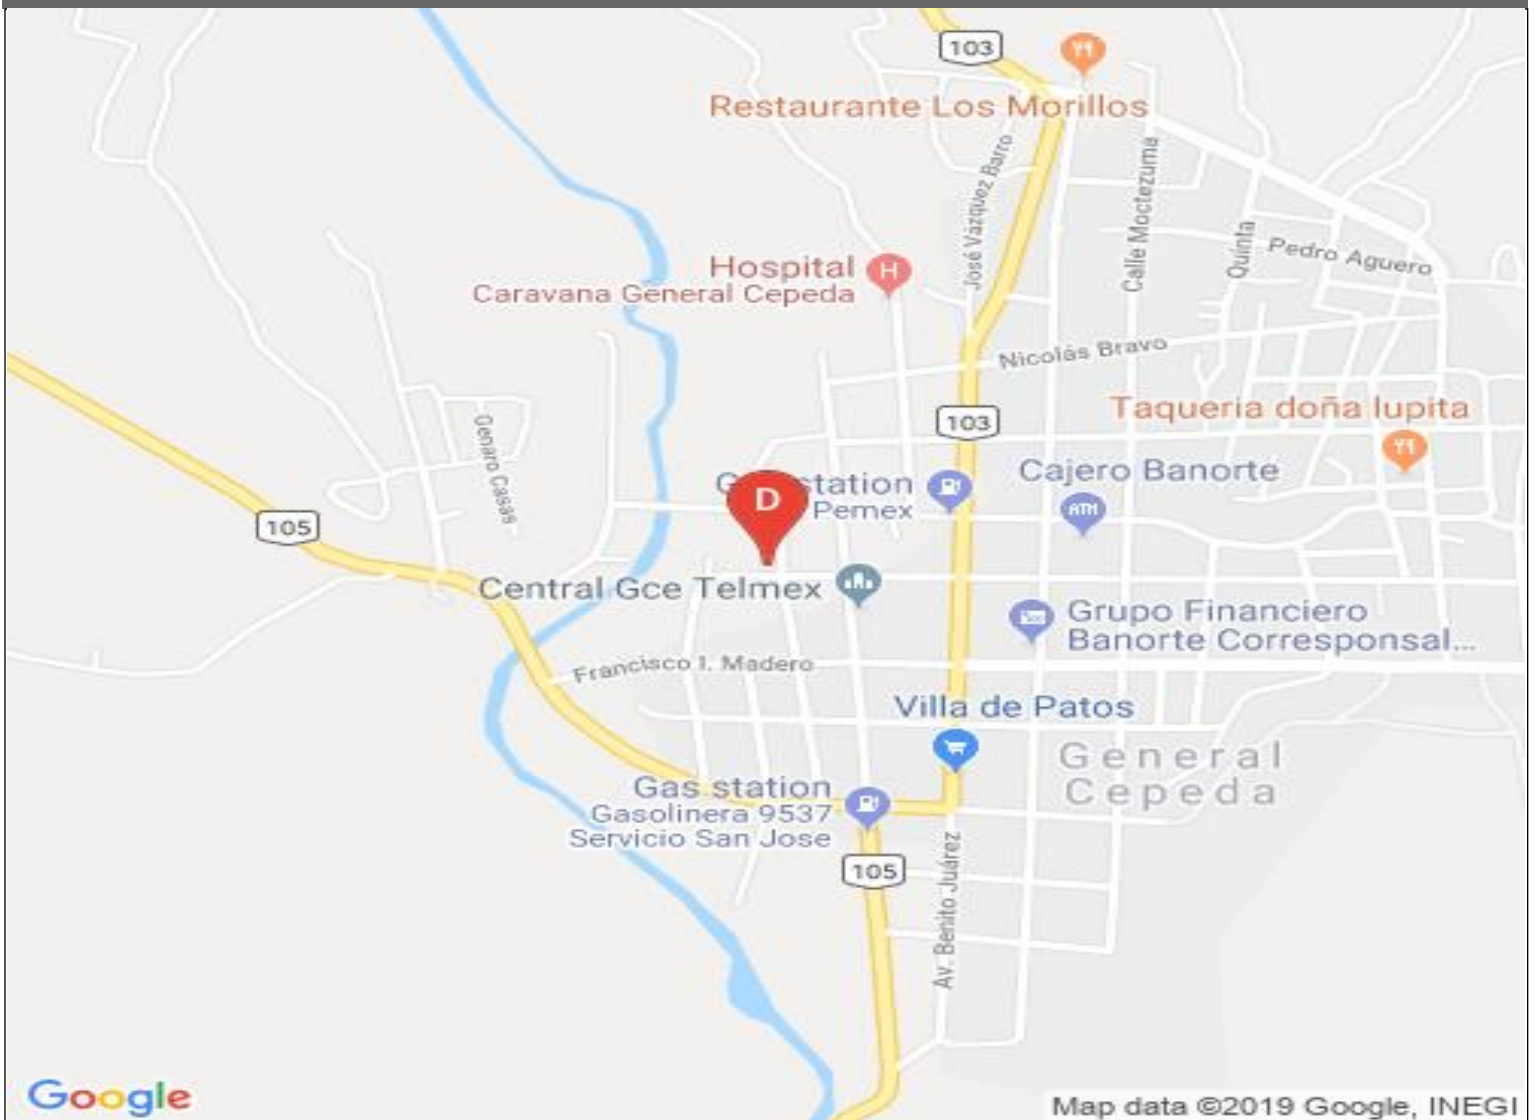 103
Restaurante Los Morillos
José Vázquez Barro
Calle Moctezuma
Quinta
Pedro Aguero
Hospital
Caravana General Cepeda
Nicolás Bravo
103
Taqueria doña lupita
Genaro Casas
station
Pemex
D
Cajero Banorte
ATM
105
Central Gce Telmex
Grupo Financiero
Banorte Corresponsal...
Francisco I. Madero
Villa de Patos
General
Cepeda
Gas station
Gasolinera 9537
Servicio San Jose
105
Av. Benito Juárez
Google
Map data ©2019 Google, INEGI